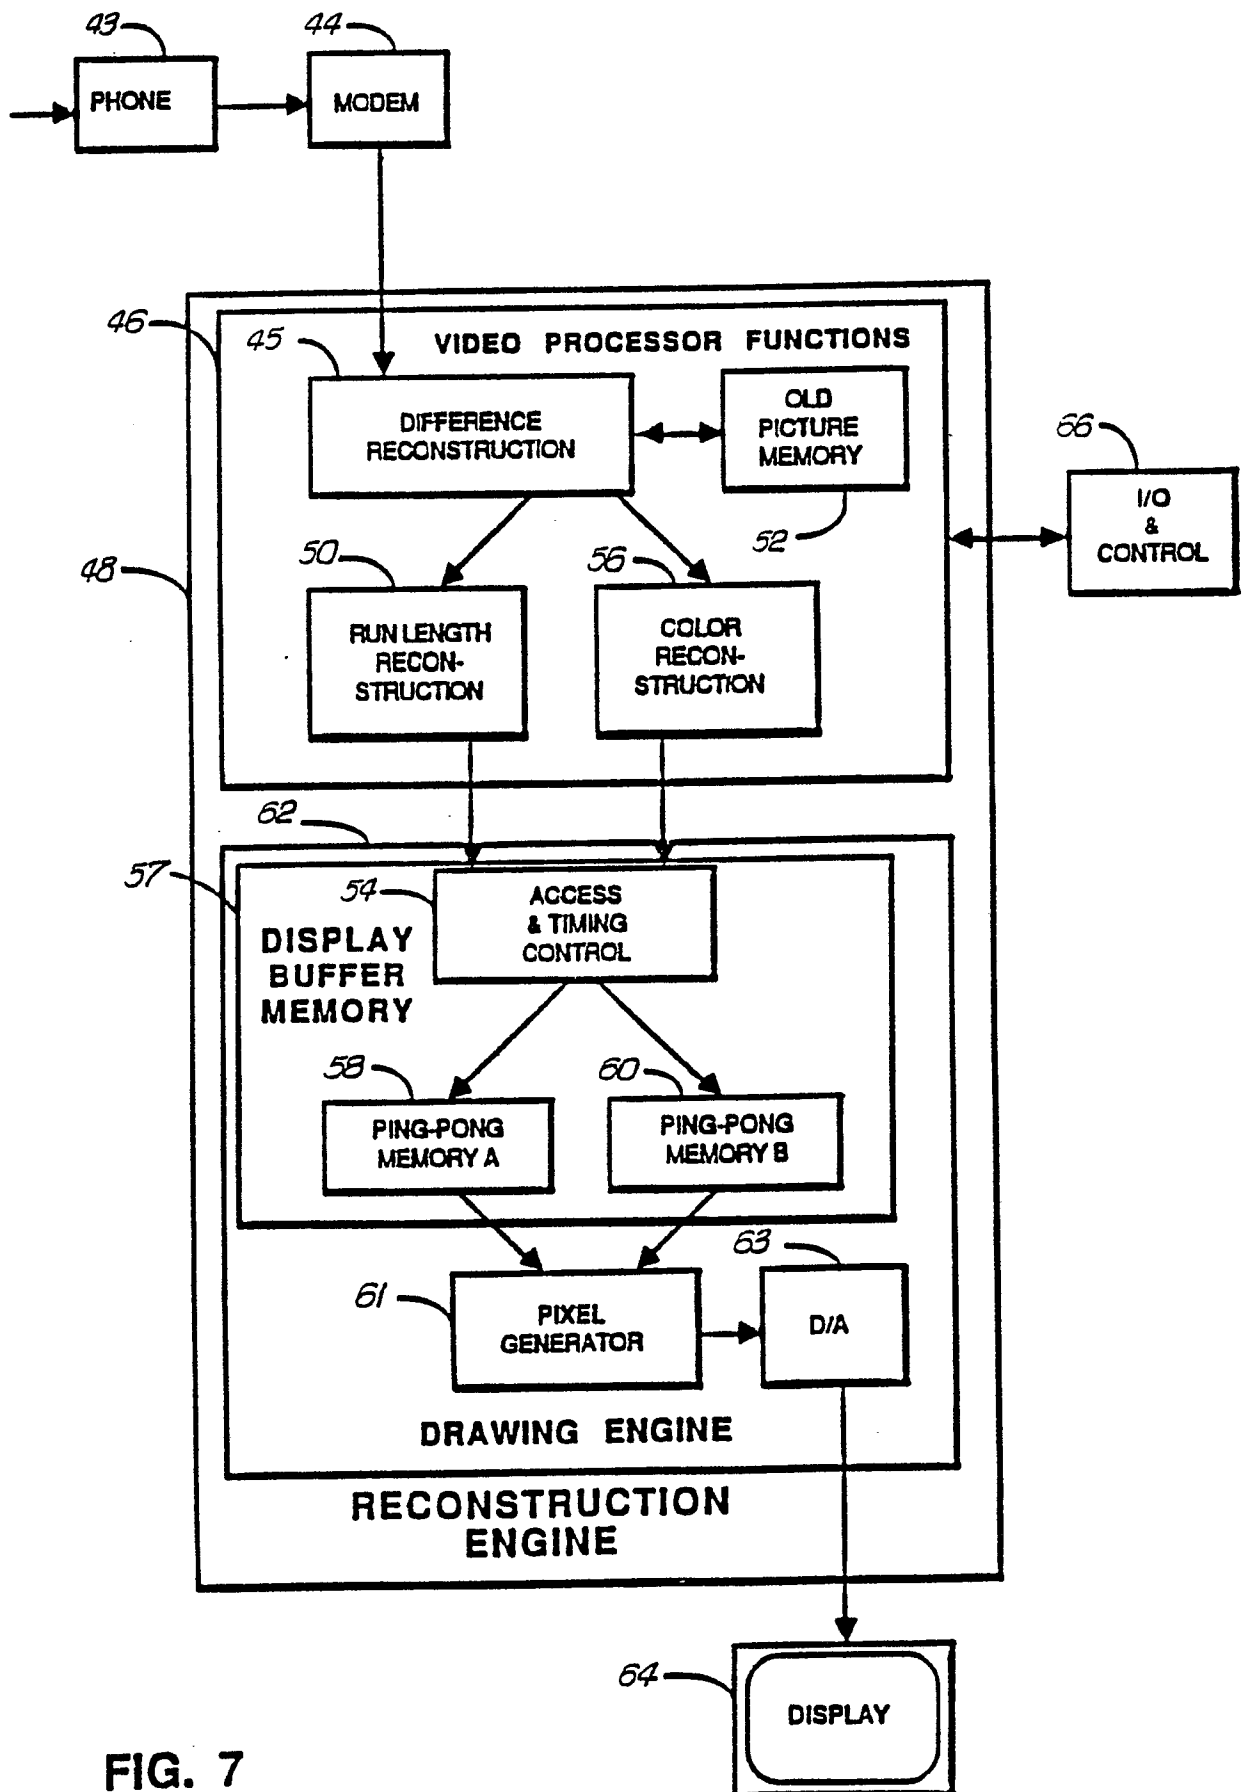 43
44
PHONE
MODEM
46
45
VIDEO PROCESSOR FUNCTIONS
DIFFERENCE
RECONSTRUCTION
OLD
PICTURE
MEMORY
66
I/O
&
CONTROL
52
48
50
56
RUN LENGTH
RECON-
STRUCTION
COLOR
RECON-
STRUCTION
62
57
54
ACCESS
& TIMING
CONTROL
DISPLAY
BUFFER
MEMORY
58
60
PING-PONG
MEMORY A
PING-PONG
MEMORY B
63
61
PIXEL
GENERATOR
D/A
DRAWING ENGINE
RECONSTRUCTION
ENGINE
64
DISPLAY
FIG. 7